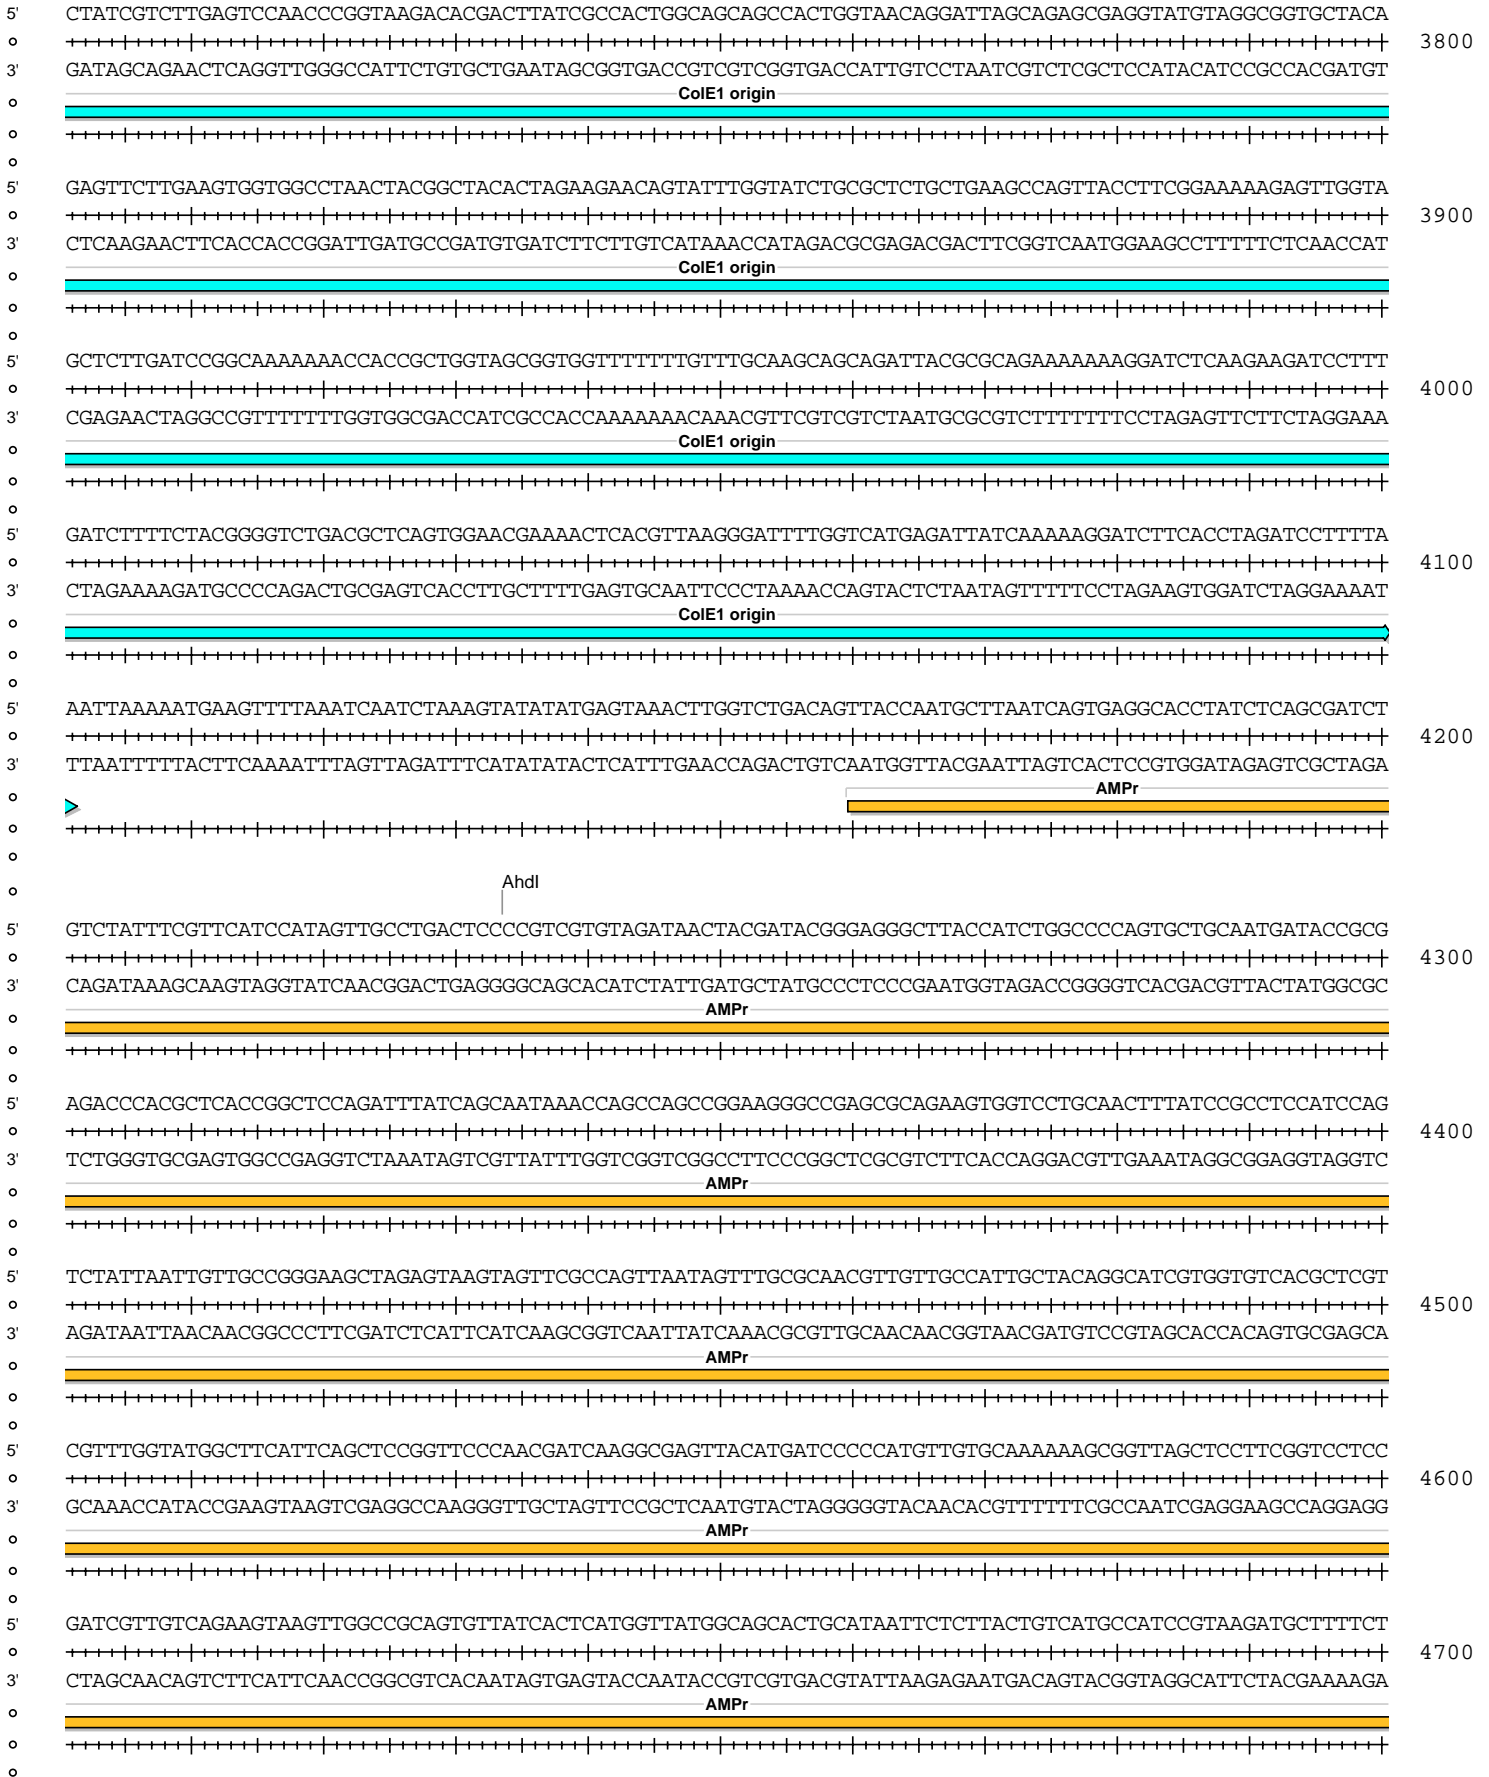 5' CTATCGTCTTGAGTCCAACCCGGTAAGACACGACTTATCGCCACTGGCAGCAGCCACTGGTAACAGGATTAGCAGAGCGAGGTATGTAGGCGGTGCTACA
3800
3' GATAGCAGAACTCAGGTTGGGCCATTCTGTGCTGAATAGCGGTGACCGTCGTCGGTGACCATTGTCCTAATCGTCTCGCTCCATACATCCGCCACGATGT
ColE1 origin
5' GAGTTCTTGAAGTGGTGGCCTAACTACGGCTACACTAGAAGAACAGTATTTGGTATCTGCGCTCTGCTGAAGCCAGTTACCTTCGGAAAAAGAGTTGGTA
3900
3' CTCAAGAACTTCACCACCGGATTGATGCCGATGTGATCTTCTTGTCATAAACCATAGACGCGAGACGACTTCGGTCAATGGAAGCCTTTTTCTCAACCAT
ColE1 origin
5' GCTCTTGATCCGGCAAAAAAACCACCGCTGGTAGCGGTGGTTTTTTTGTTTGCAAGCAGCAGATTACGCGCAGAAAAAAAGGATCTCAAGAAGATCCTTT
4000
3' CGAGAACTAGGCCGTTTTTTTGGTGGCGACCATCGCCACCAAAAAAACAAACGTTCGTCGTCTAATGCGCGTCTTTTTTTCCTAGAGTTCTTCTAGGAAA
ColE1 origin
5' GATCTTTTCTACGGGGTCTGACGCTCAGTGGAACGAAAACTCACGTTAAGGGATTTTGGTCATGAGATTATCAAAAAGGATCTTCACCTAGATCCTTTTA
4100
3' CTAGAAAAGATGCCCCAGACTGCGAGTCACCTTGCTTTTGAGTGCAATTCCCTAAAACCAGTACTCTAATAGTTTTTCCTAGAAGTGGATCTAGGAAAAT
ColE1 origin
5' AATTAAAAATGAAGTTTTAAATCAATCTAAAGTATATATGAGTAAACTTGGTCTGACAGTTACCAATGCTTAATCAGTGAGGCACCTATCTCAGCGATCT
4200
3' TTAATTTTTACTTCAAAATTTAGTTAGATTTCATATATACTCATTTGAACCAGACTGTCAATGGTTACGAATTAGTCACTCCGTGGATAGAGTCGCTAGA
AMPr
AhdI
5' GTCTATTTCGTTCATCCATAGTTGCCTGACTCCCCGTCGTGTAGATAACTACGATACGGGAGGGCTTACCATCTGGCCCCAGTGCTGCAATGATACCGCG
4300
3' CAGATAAAGCAAGTAGGTATCAACGGACTGAGGGGCAGCACATCTATTGATGCTATGCCCTCCCGAATGGTAGACCGGGGTCACGACGTTACTATGGCGC
AMPr
5' AGACCCACGCTCACCGGCTCCAGATTTATCAGCAATAAACCAGCCAGCCGGAAGGGCCGAGCGCAGAAGTGGTCCTGCAACTTTATCCGCCTCCATCCAG
4400
3' TCTGGGTGCGAGTGGCCGAGGTCTAAATAGTCGTTATTTGGTCGGTCGGCCTTCCCGGCTCGCGTCTTCACCAGGACGTTGAAATAGGCGGAGGTAGGTC
AMPr
5' TCTATTAATTGTTGCCGGGAAGCTAGAGTAAGTAGTTCGCCAGTTAATAGTTTGCGCAACGTTGTTGCCATTGCTACAGGCATCGTGGTGTCACGCTCGT
4500
3' AGATAATTAACAACGGCCCTTCGATCTCATTCATCAAGCGGTCAATTATCAAACGCGTTGCAACAACGGTAACGATGTCCGTAGCACCACAGTGCGAGCA
AMPr
5' CGTTTGGTATGGCTTCATTCAGCTCCGGTTCCCAACGATCAAGGCGAGTTACATGATCCCCCATGTTGTGCAAAAAAGCGGTTAGCTCCTTCGGTCCTCC
4600
3' GCAAACCATACCGAAGTAAGTCGAGGCCAAGGGTTGCTAGTTCCGCTCAATGTACTAGGGGGTACAACACGTTTTTTCGCCAATCGAGGAAGCCAGGAGG
AMPr
5' GATCGTTGTCAGAAGTAAGTTGGCCGCAGTGTTATCACTCATGGTTATGGCAGCACTGCATAATTCTCTTACTGTCATGCCATCCGTAAGATGCTTTTCT
4700
3' CTAGCAACAGTCTTCATTCAACCGGCGTCACAATAGTGAGTACCAATACCGTCGTGACGTATTAAGAGAATGACAGTACGGTAGGCATTCTACGAAAAGA
AMPr